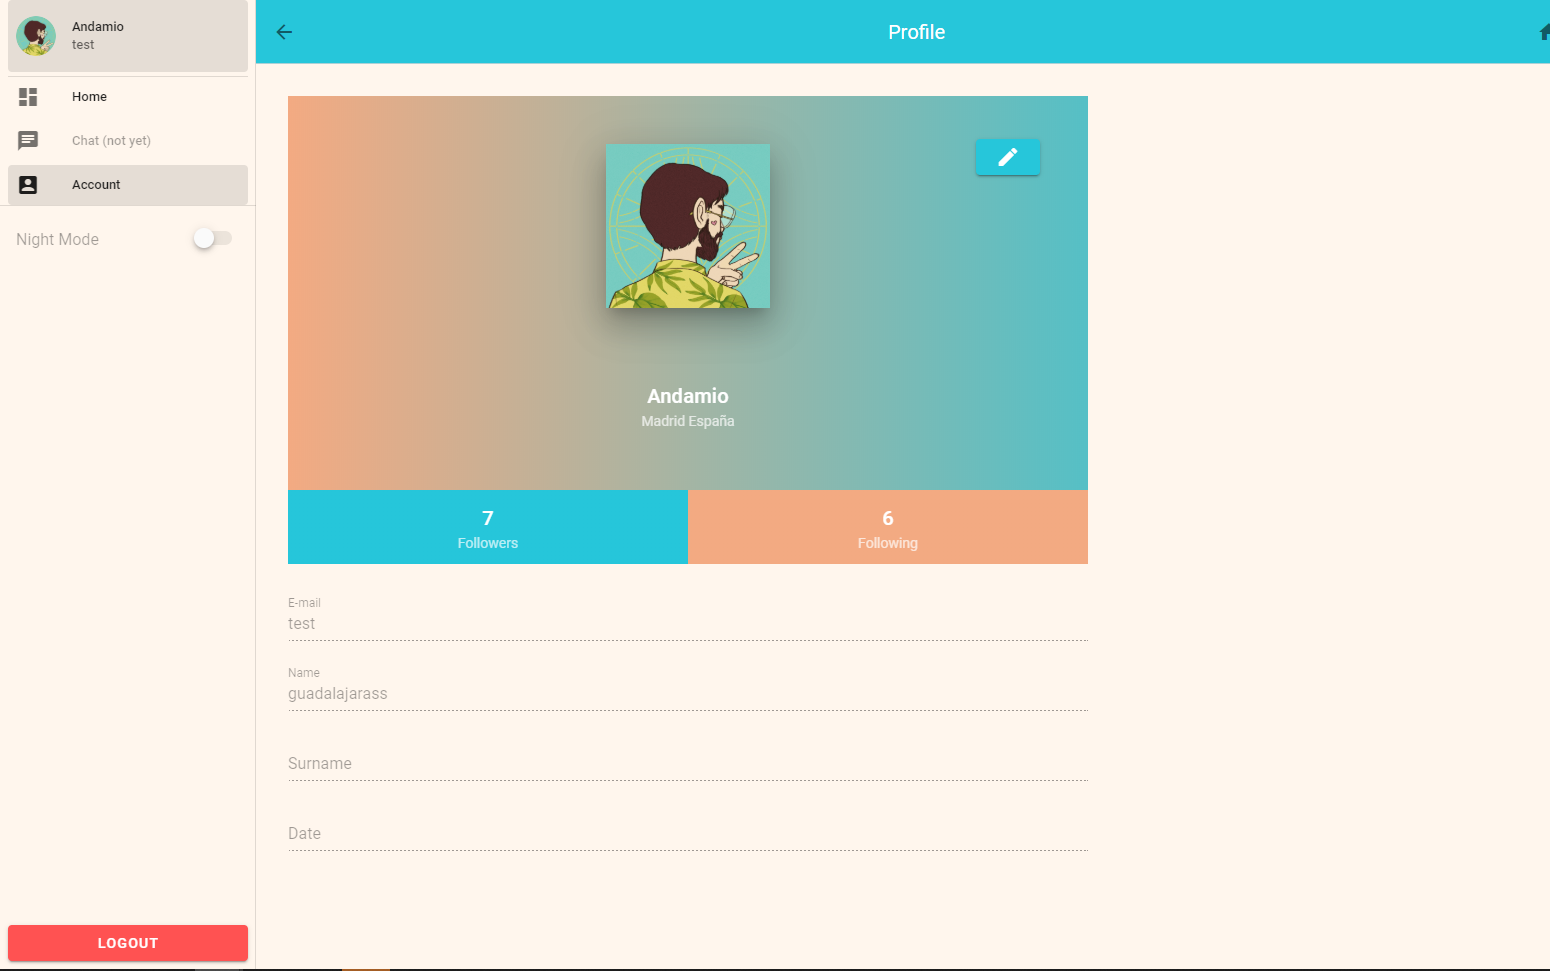 Andamio
test
Home
Chat (not yet)
Account
Night Mode
LOGOUT
Profile
Andamio
Madrid España
7
Followers
6
Following
E-mail
test
Name
guadalajarass
Surname
Date